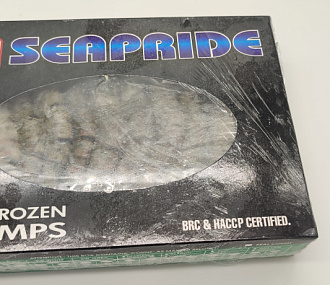 SEAPRIDE
ROZEN
MPS
BRC & HACCP CERTIFIED.